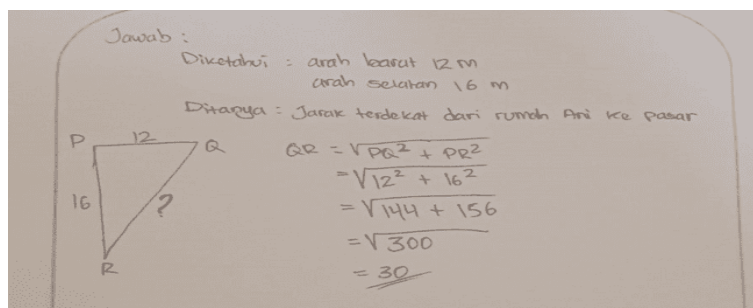 Jawab :
Diketahui : arah barat 12 m
arah selatan 16 m
Ditanya : Jarak terdekat dari rumah Ani ke pasar
P 12 Q
16 ?
R
QR = √PQ² + PR²
= √12² + 16²
= √144 + 156
= √300
= 30